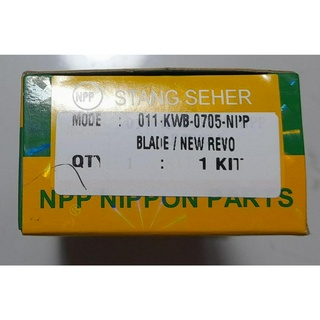 NPP STANG SEHER
MODE : 011-KWB-0705-NPP
BLADE / NEW REVO
QTY : 1 KIT
NPP NIPPON PARTS